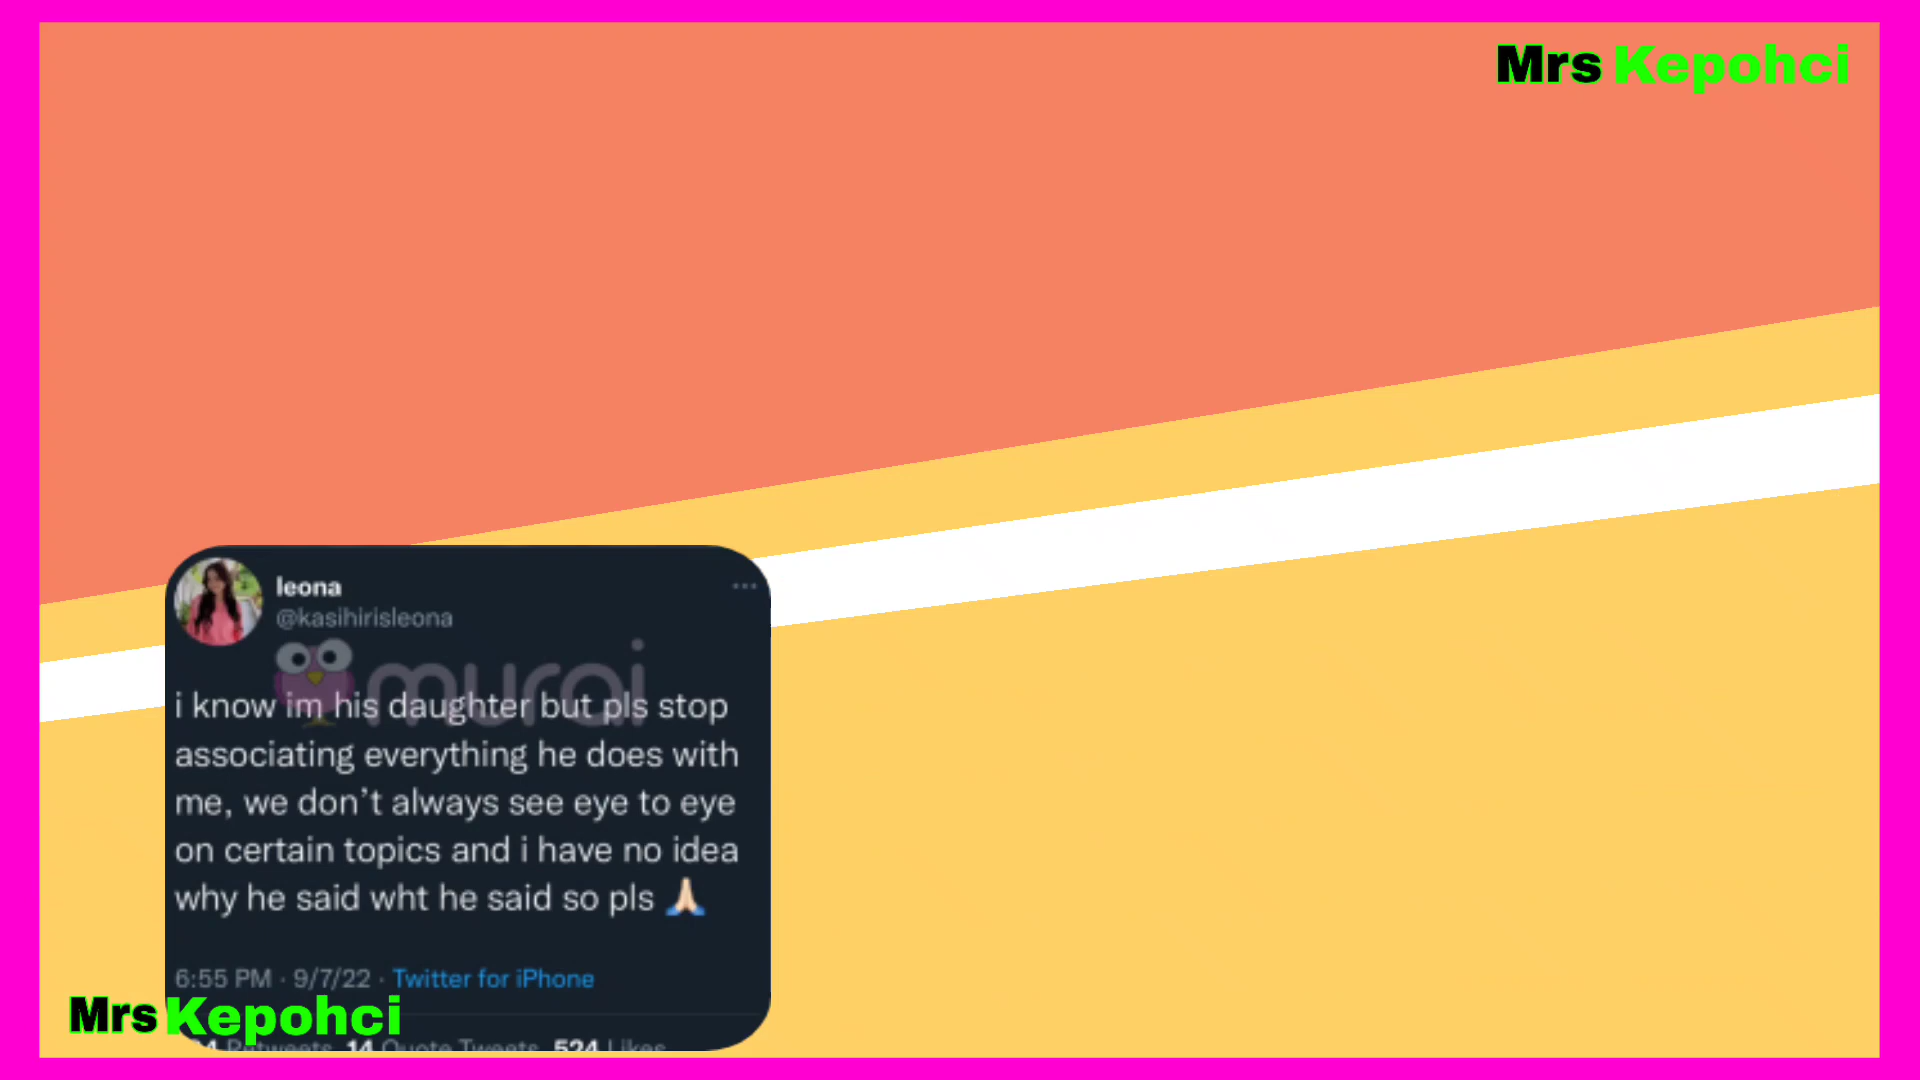 Mrs Kepohci
leona
@kasihirisleona
murai
i know im his daughter but pls stop
associating everything he does with
me, we don't always see eye to eye
on certain topics and i have no idea
why he said wht he said so pls 🙏🏻
6:55 PM · 9/7/22 · Twitter for iPhone
Mrs Kepohci
Retweets 14 Quote Tweets 524 Likes